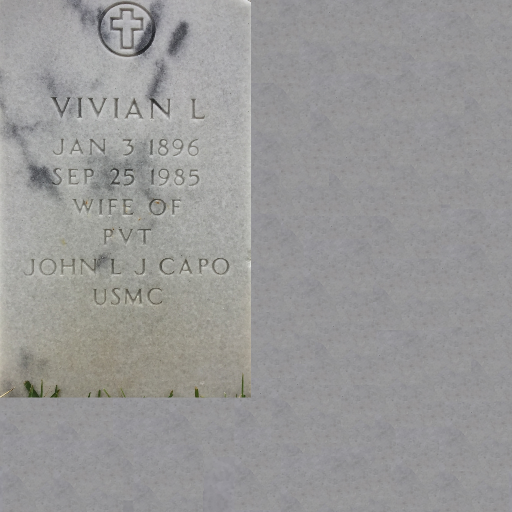 VIVIAN L
JAN 3 1896
SEP 25 1985
WIFE OF
PVT
JOHN L J CAPO
USMC